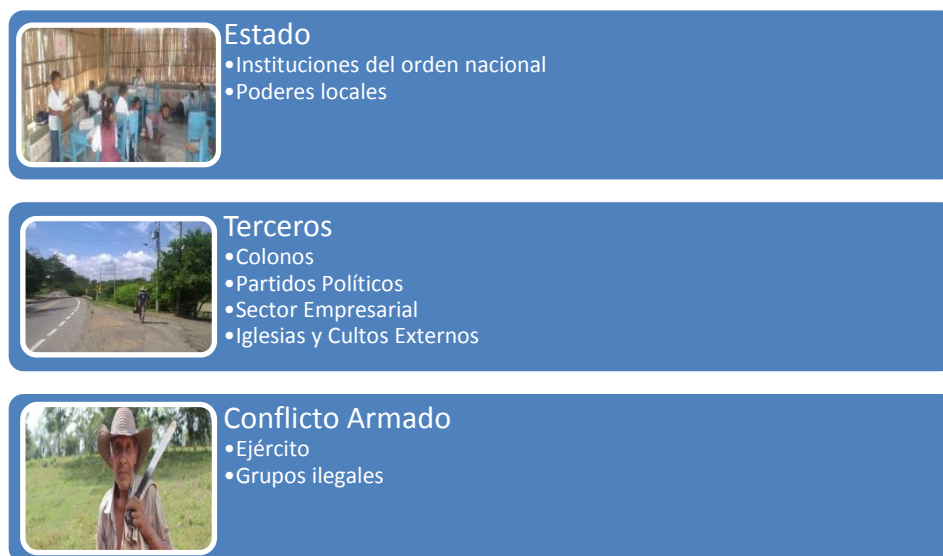 Estado
•Instituciones del orden nacional
•Poderes locales
Terceros
•Colonos
•Partidos Políticos
•Sector Empresarial
•Iglesias y Cultos Externos
Conflicto Armado
•Ejército
•Grupos ilegales